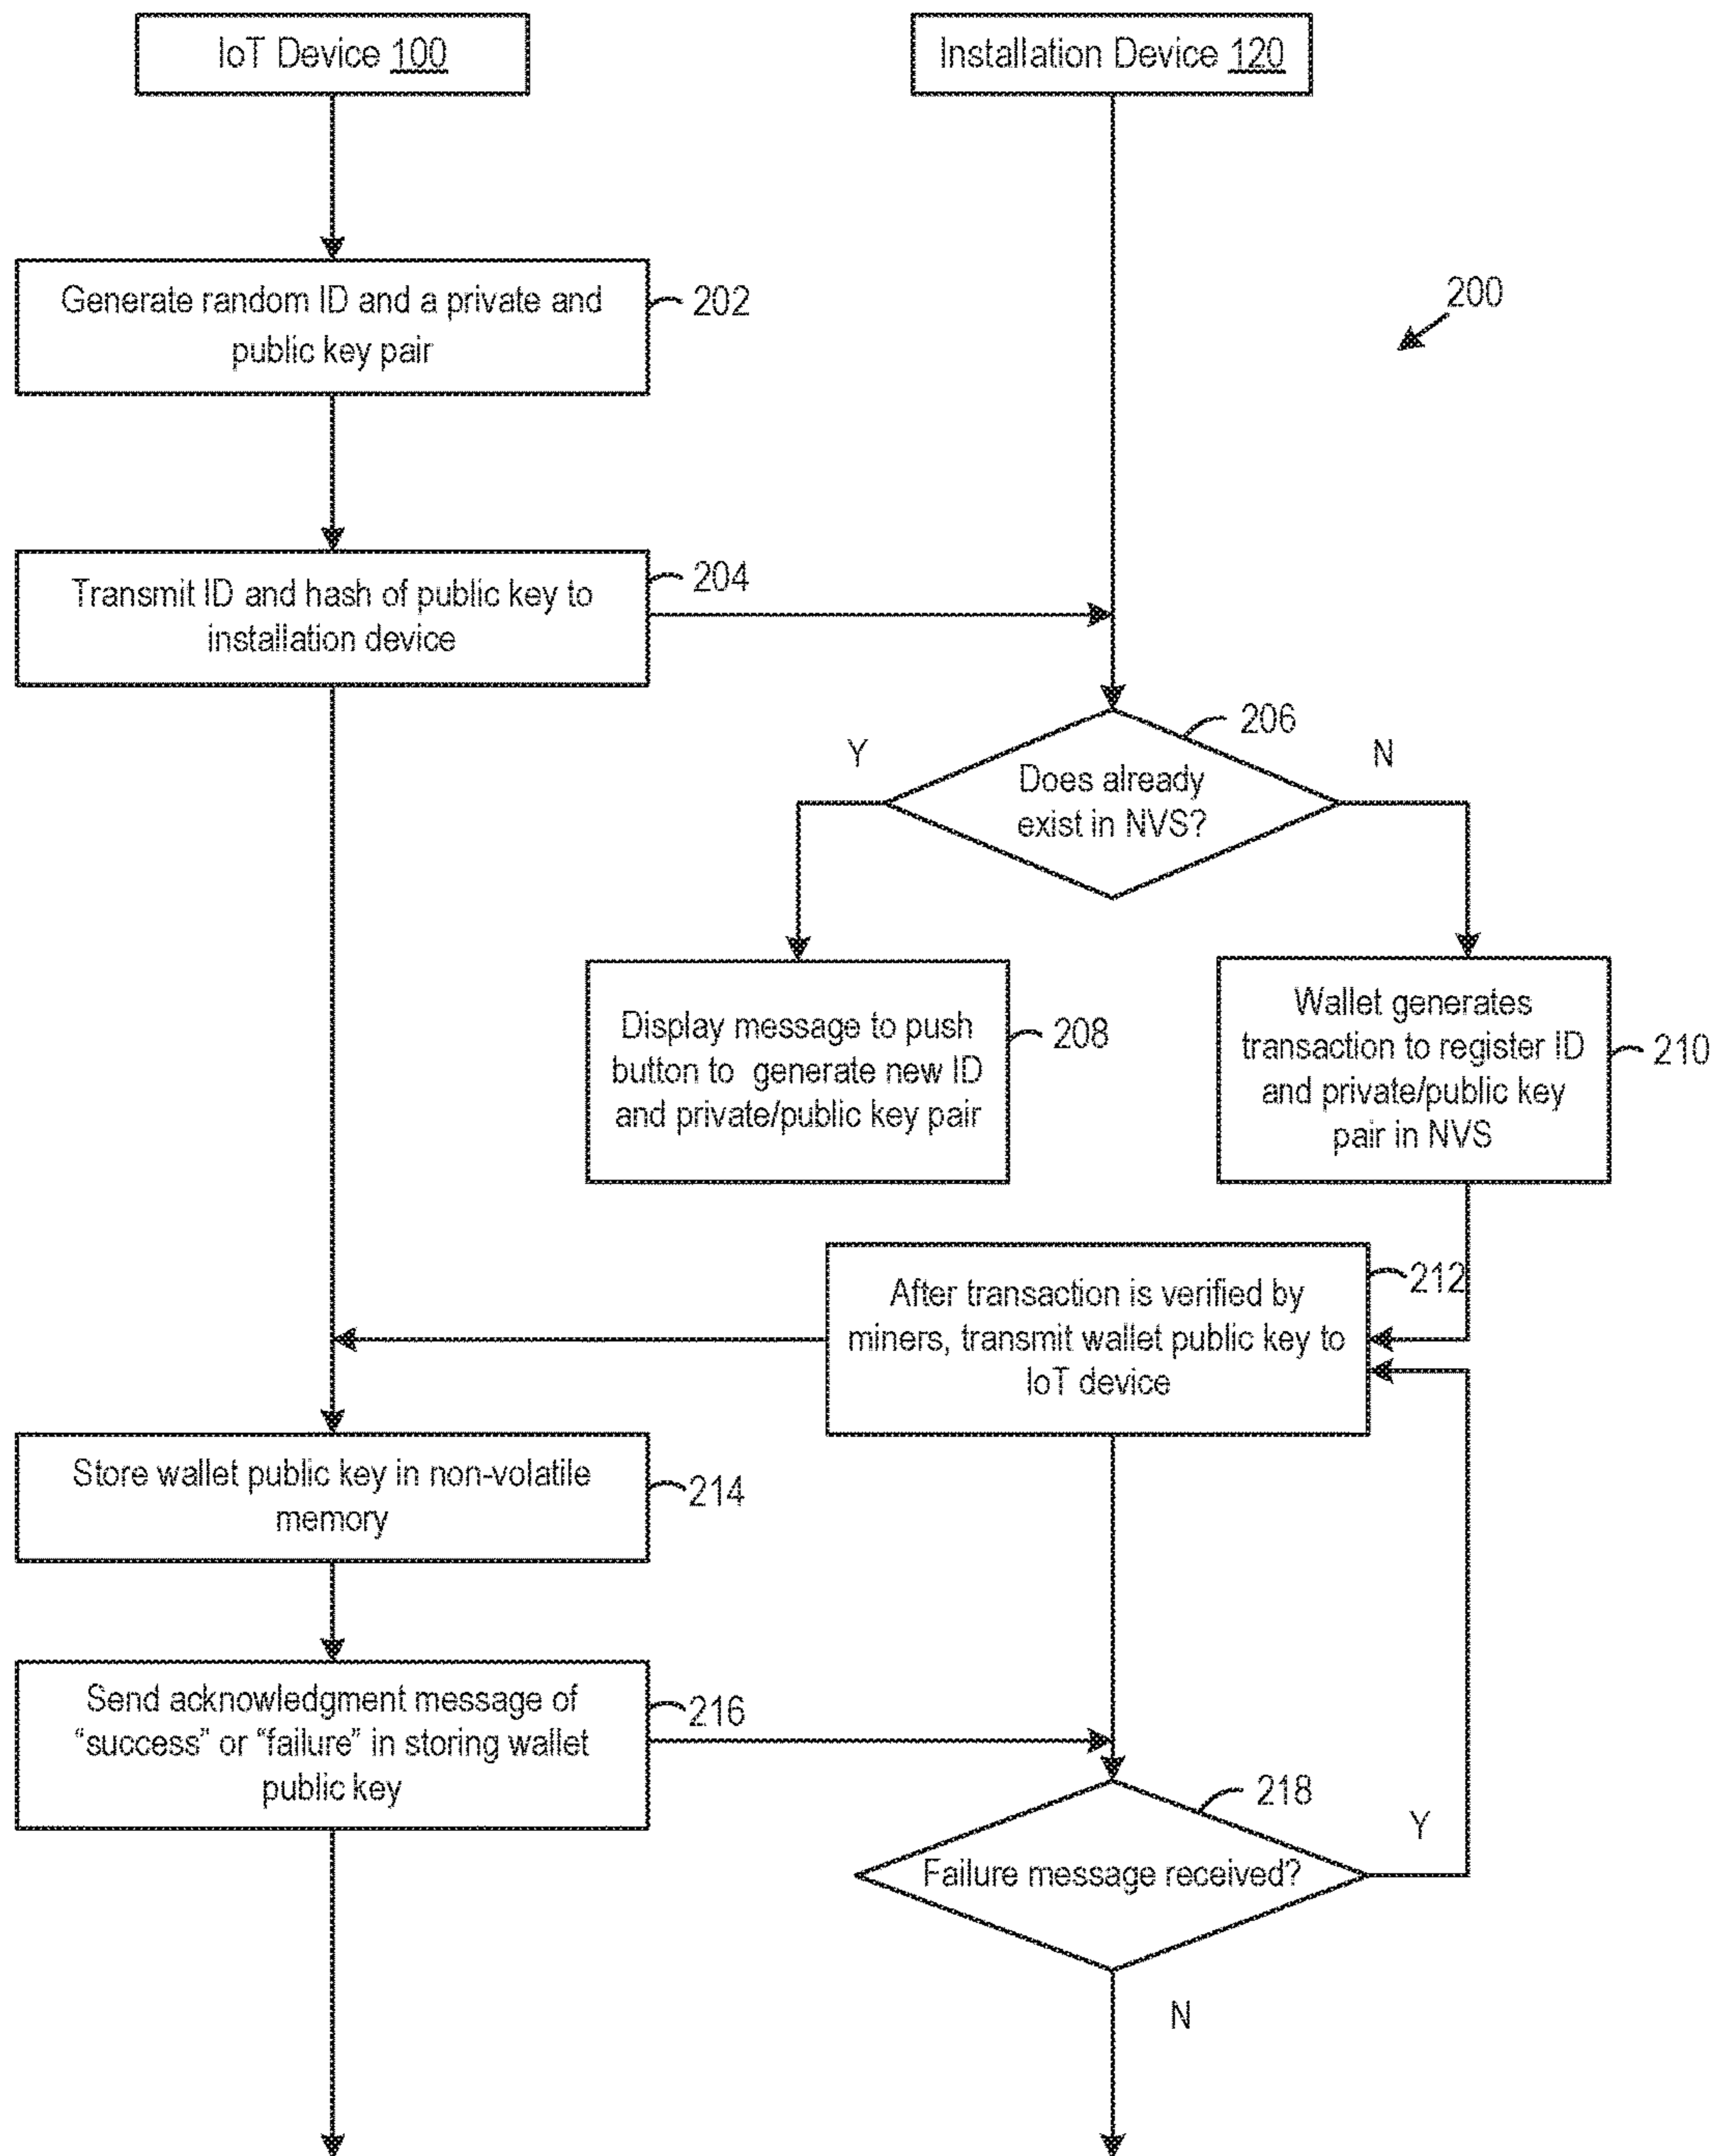 IoT Device 100
Installation Device 120
Generate random ID and a private and
public key pair
202
200
Transmit ID and hash of public key to
installation device
204
206
Y
N
Does already
exist in NVS?
Display message to push
button to generate new ID
and private/public key pair
208
Wallet generates
transaction to register ID
and private/public key
pair in NVS
210
After transaction is verified by
miners, transmit wallet public key to
IoT device
212
Store wallet public key in non-volatile
memory
214
Send acknowledgment message of
“success” or “failure” in storing wallet
public key
216
218
Y
Failure message received?
N